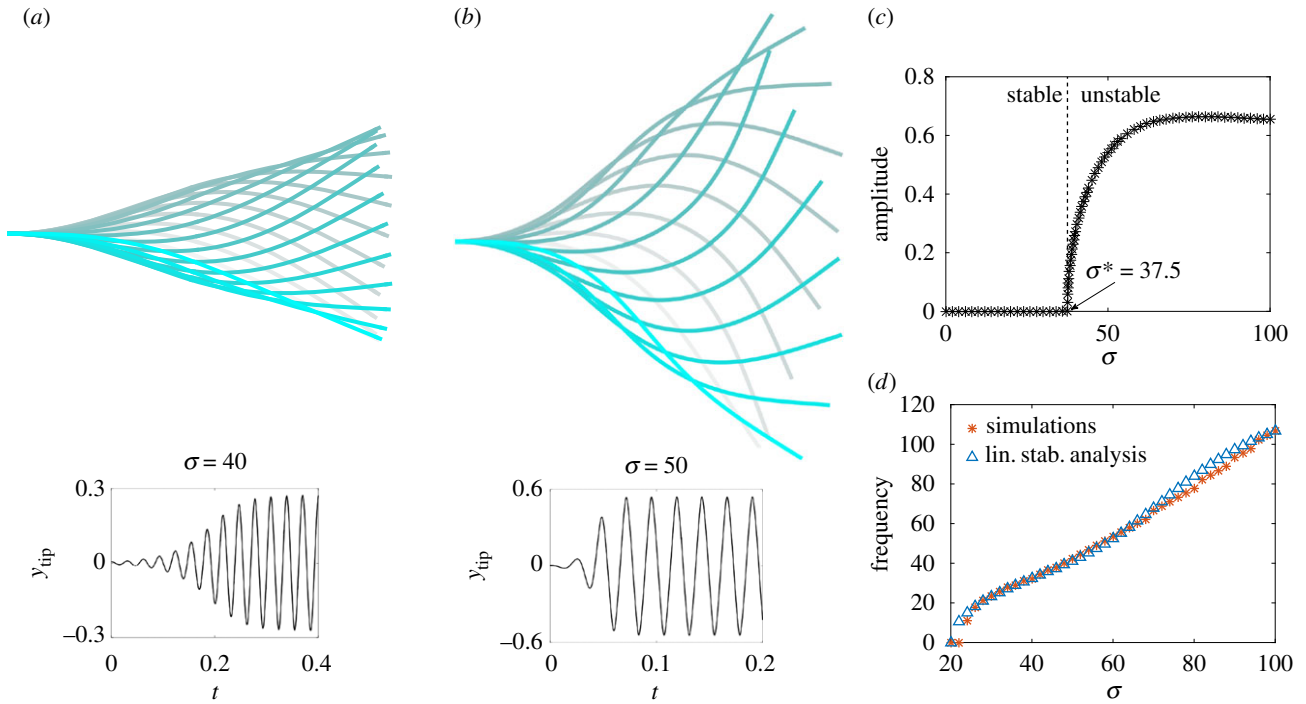 (a)
σ = 40
0.3
0
−0.3
y_tip
0 0.2 0.4
t
(b)
σ = 50
0.6
0
−0.6
y_tip
0 0.1 0.2
t
(c)
0.8
0.6
0.4
0.2
0
amplitude
stable unstable
σ* = 37.5
0 50 100
σ
(d)
120
100
80
60
40
20
0
frequency
simulations
lin. stab. analysis
20 40 60 80 100
σ